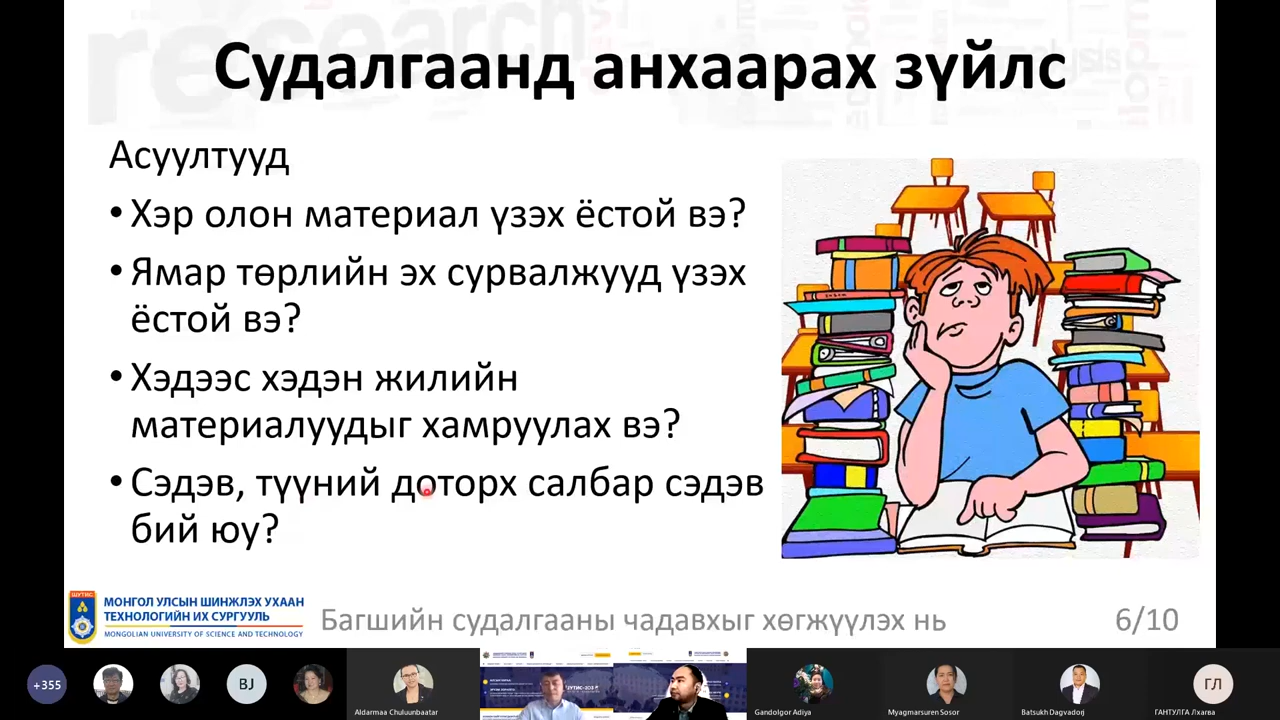 research
Судалгаанд анхаарах зүйлс
Асуултууд
• Хэр олон материал үзэх ёстой вэ?
• Ямар төрлийн эх сурвалжууд үзэх
ёстой вэ?
• Хэдээс хэдэн жилийн
материалуудыг хамруулах вэ?
• Сэдэв, түүний доторх салбар сэдэв
бий юу?
ШУТИС
МОНГОЛ УЛСЫН ШИНЖЛЭХ УХААН
ТЕХНОЛОГИЙН ИХ СУРГУУЛЬ
MONGOLIAN UNIVERSITY OF SCIENCE AND TECHNOLOGY
Багшийн судалгааны чадавхыг хөгжүүлэх нь
6/10
+355
BJ
Aldarmaa Chuluunbaatar
Gandolgor Adiya
Myagmarsuren Sosor
Batsukh Dagvadorj
ГЛ
ГАНТУЛГА Лхагва